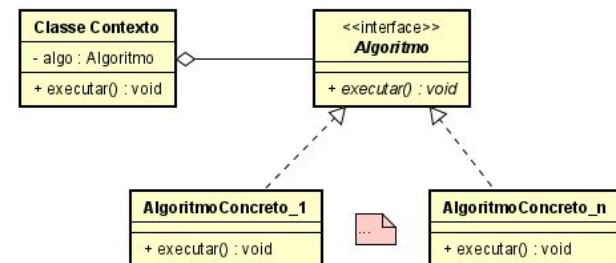 Classe Contexto
- algo : Algoritmo
+ executar() : void
<<interface>>
Algoritmo
+ executar() : void
AlgoritmoConcreto_1
+ executar() : void
...
AlgoritmoConcreto_n
+ executar() : void